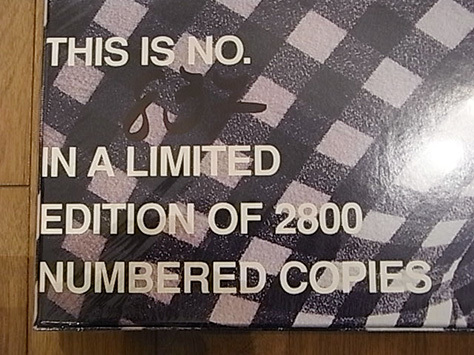 THIS IS NO.
IN A LIMITED
EDITION OF 2800
NUMBERED COPIES